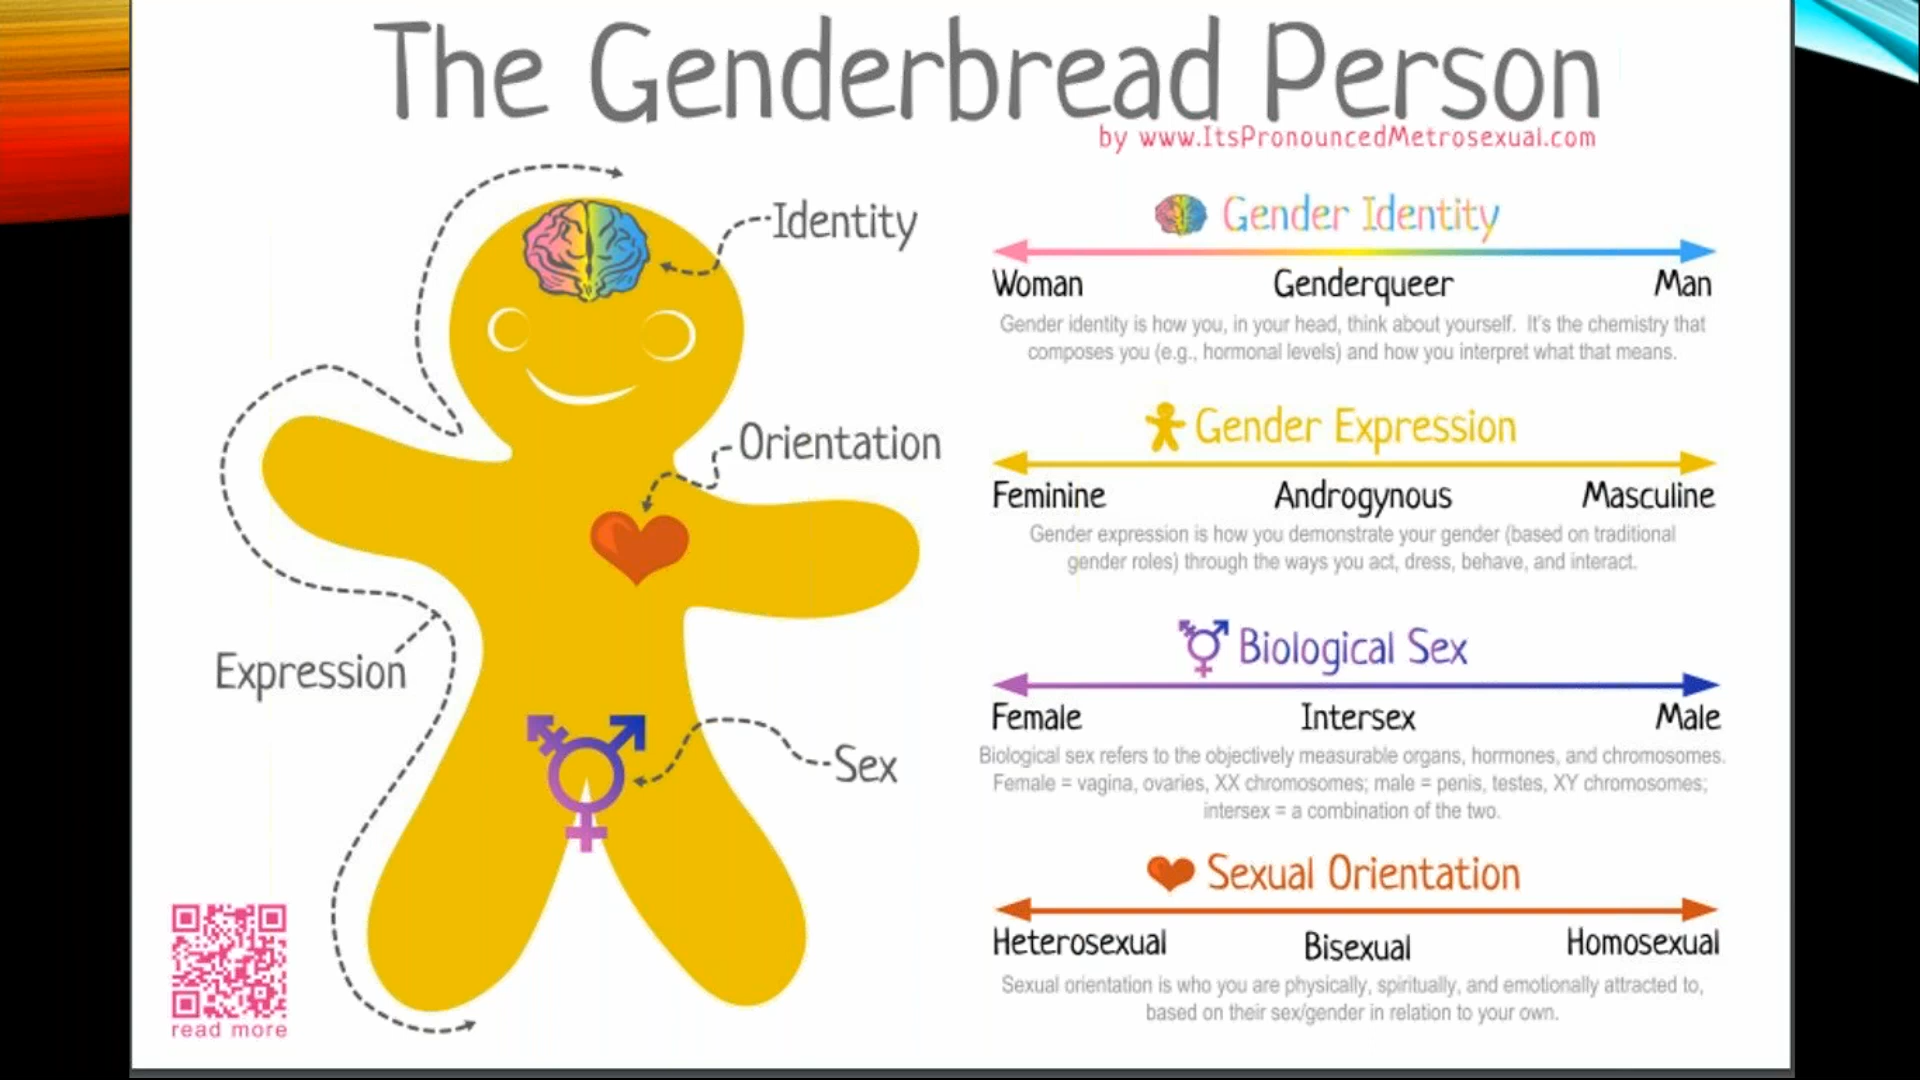 The Genderbread Person
by www.ItsPronouncedMetrosexual.com
Identity
Orientation
Expression
Sex
read more
Gender Identity
Woman Genderqueer Man
Gender identity is how you, in your head, think about yourself. It's the chemistry that
composes you (e.g., hormonal levels) and how you interpret what that means.
Gender Expression
Feminine Androgynous Masculine
Gender expression is how you demonstrate your gender (based on traditional
gender roles) through the ways you act, dress, behave, and interact.
Biological Sex
Female Intersex Male
Biological sex refers to the objectively measurable organs, hormones, and chromosomes.
Female = vagina, ovaries, XX chromosomes; male = penis, testes, XY chromosomes;
intersex = a combination of the two.
Sexual Orientation
Heterosexual Bisexual Homosexual
Sexual orientation is who you are physically, spiritually, and emotionally attracted to,
based on their sex/gender in relation to your own.